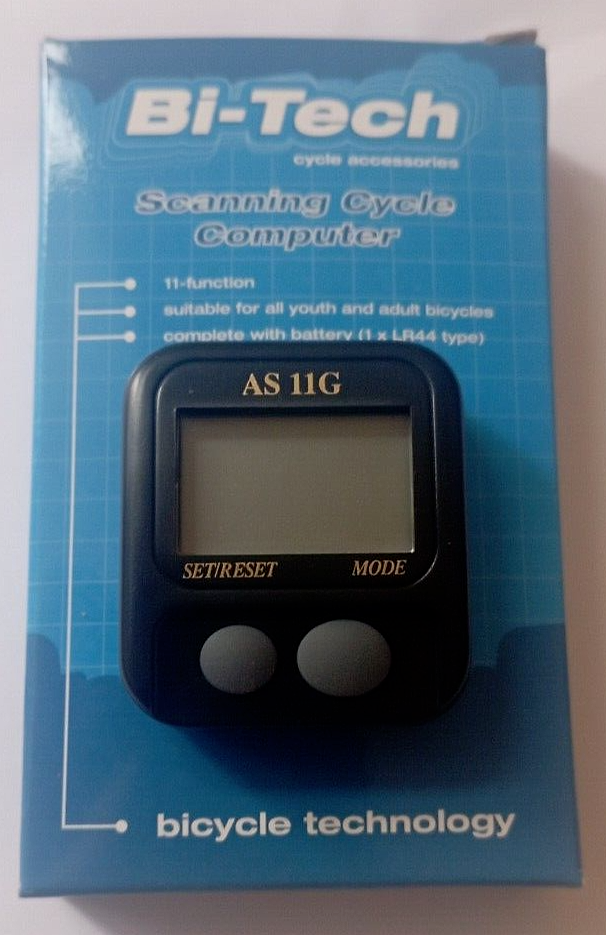 Bi-Tech
cycle accessories
Scanning Cycle
Computer
11-function
suitable for all youth and adult bicycles
complete with battery (1 x LR44 type)
AS 11G
SET/RESET MODE
bicycle technology